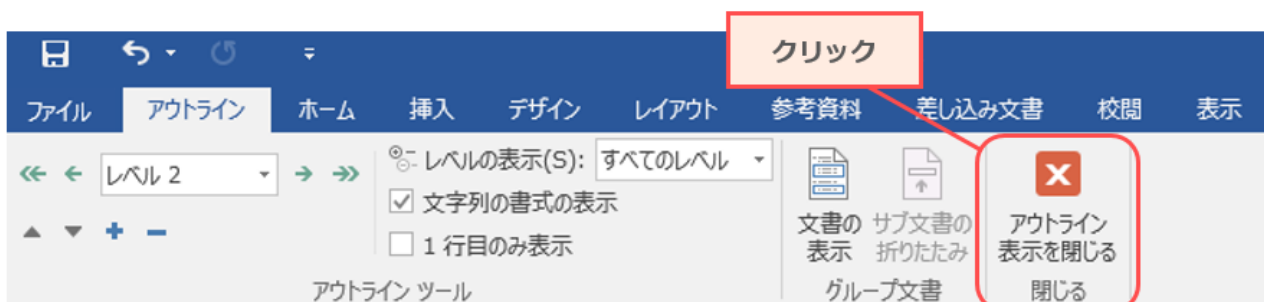 クリック
ファイル アウトライン ホーム 挿入 デザイン レイアウト 参考資料 差し込み文書 校閲 表示
レベル 2
レベルの表示(S): すべてのレベル
文字列の書式の表示
1 行目のみ表示
アウトライン ツール
文書の
表示
サブ文書の
折りたたみ
グループ文書
アウトライン
表示を閉じる
閉じる